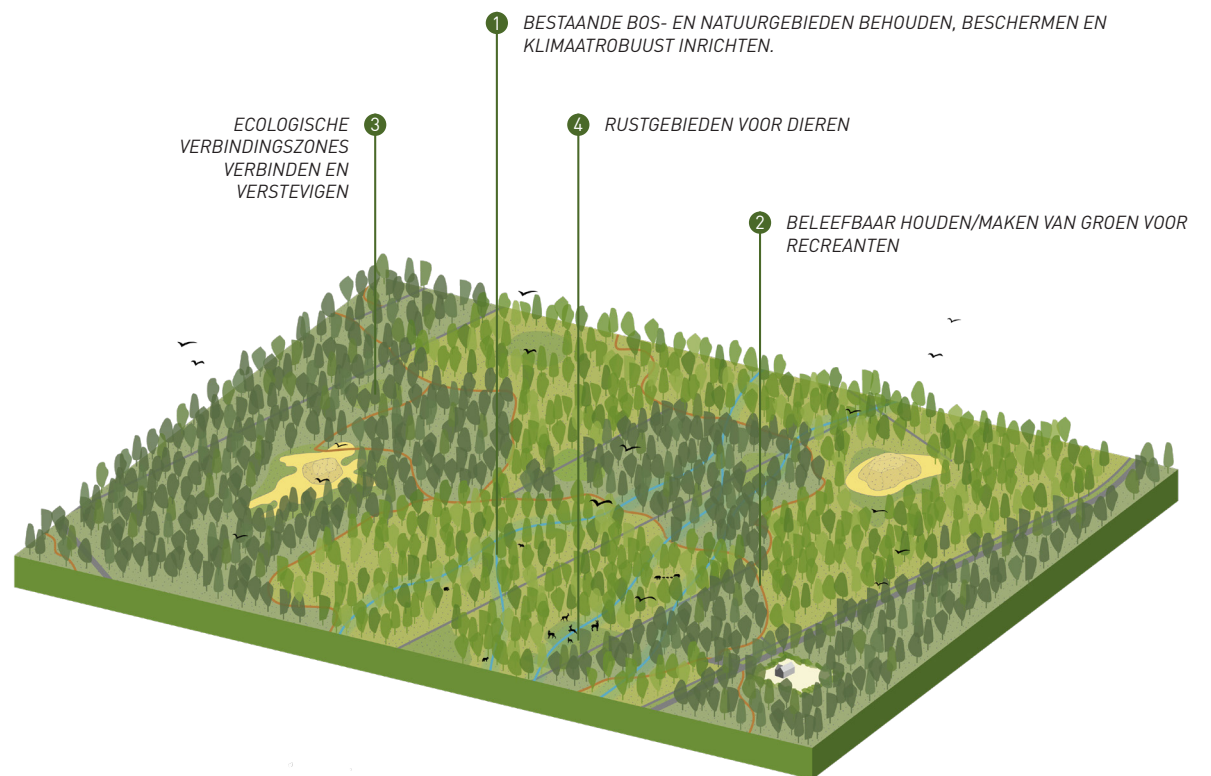 1 BESTAANDE BOS- EN NATUURGEBIEDEN BEHOUDEN, BESCHERMEN EN
KLIMAATROBUUST INRICHTEN.
3 ECOLOGISCHE
VERBINDINGSZONES
VERBINDEN EN
VERSTEVIGEN
4 RUSTGEBIEDEN VOOR DIEREN
2 BELEEFBAAR HOUDEN/MAKEN VAN GROEN VOOR
RECREANTEN